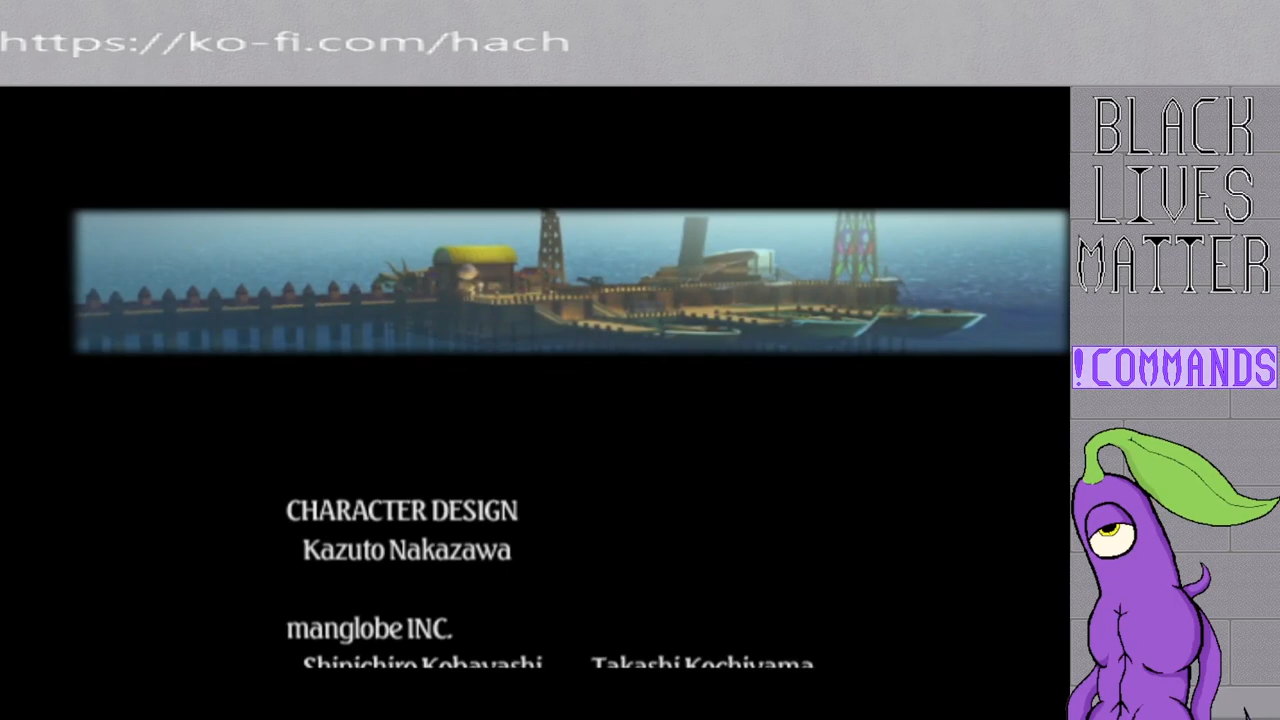 https://ko-fi.com/hach
BLACK
LIVES
MATTER
!COMMANDS
CHARACTER DESIGN
Kazuto Nakazawa
manglobe INC.
Shinichiro Kobayashi Takashi Kochiyama